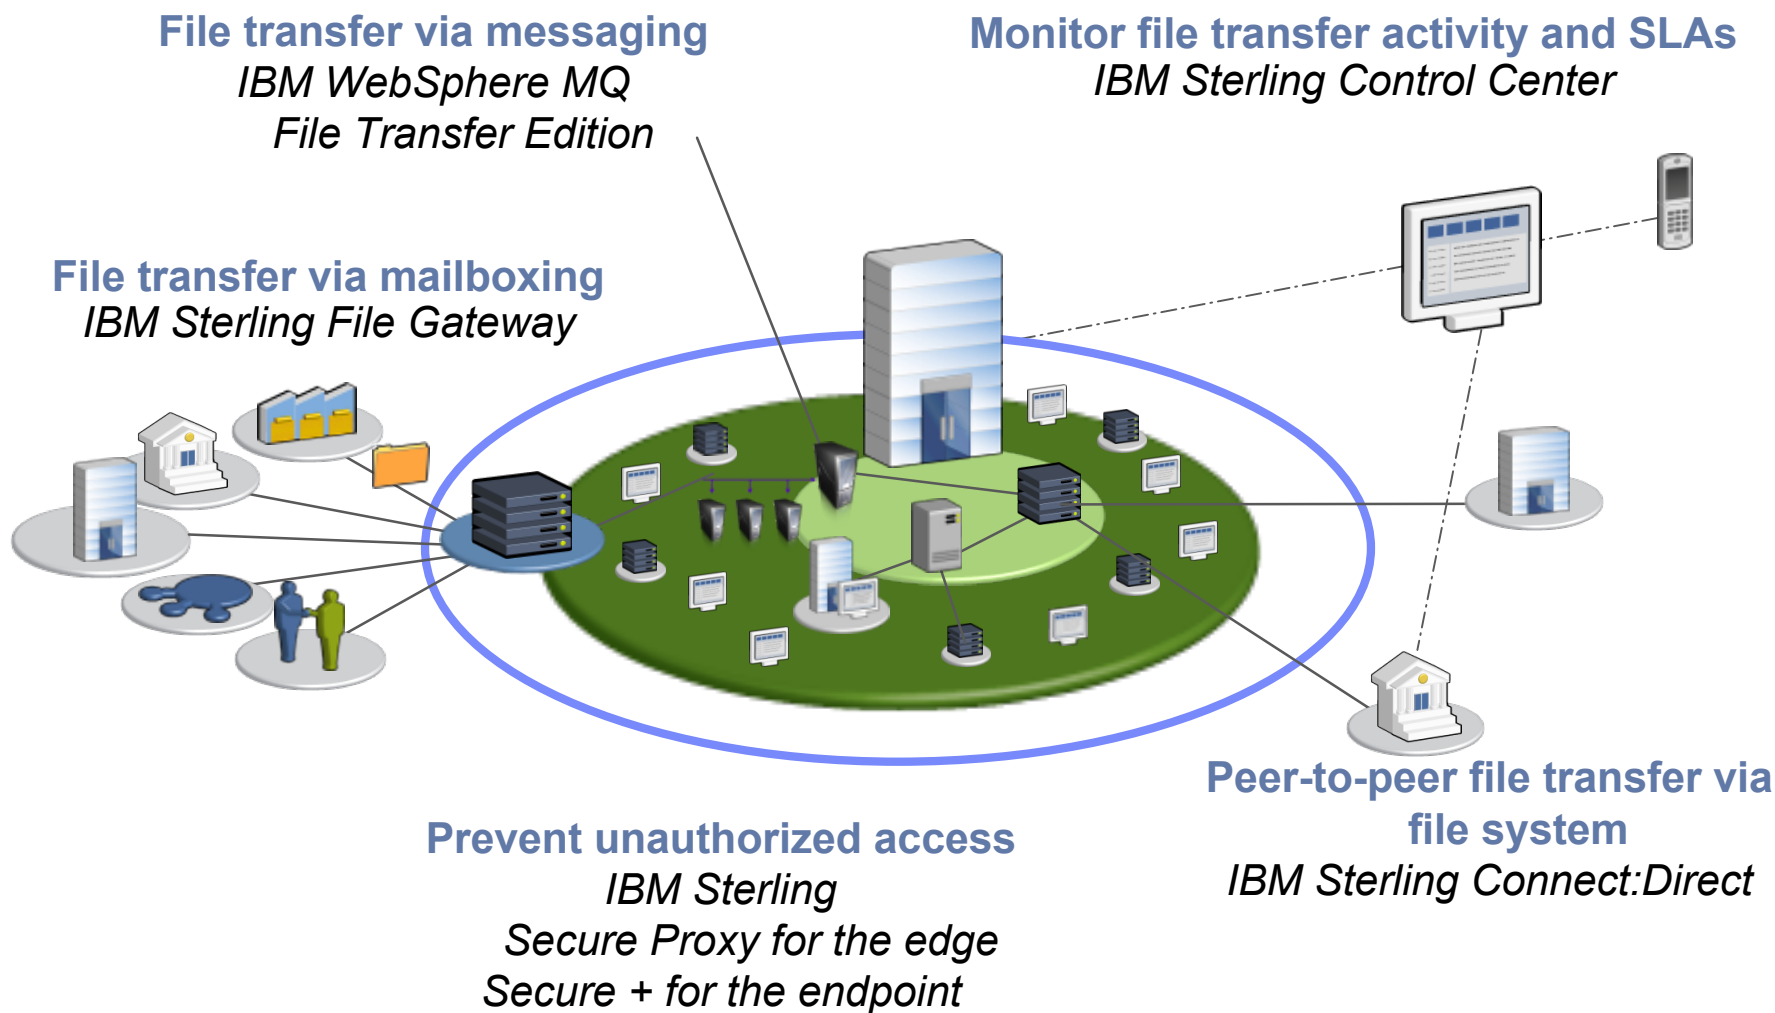 File transfer via messaging
IBM WebSphere MQ
File Transfer Edition
Monitor file transfer activity and SLAs
IBM Sterling Control Center
File transfer via mailboxing
IBM Sterling File Gateway
Peer-to-peer file transfer via
file system
IBM Sterling Connect:Direct
Prevent unauthorized access
IBM Sterling
Secure Proxy for the edge
Secure + for the endpoint